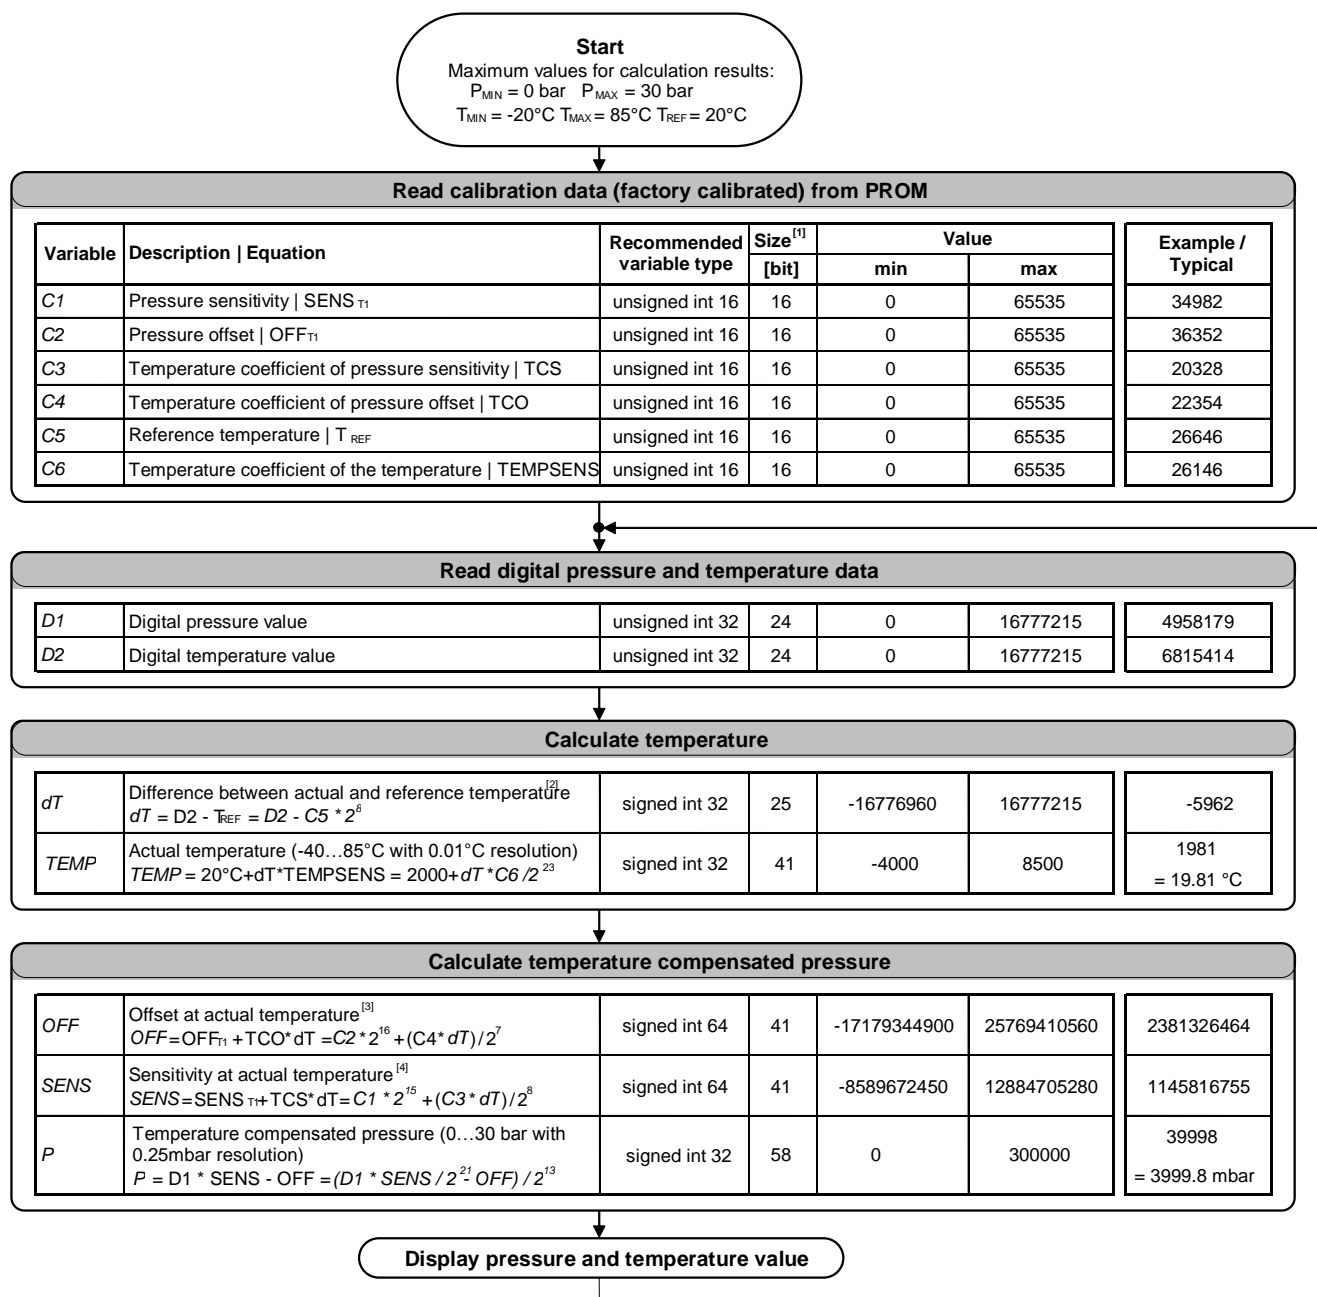 Start
Maximum values for calculation results:
PMIN = 0 bar PMAX = 30 bar
TMIN = -20°C TMAX = 85°C TREF = 20°C
Read calibration data (factory calibrated) from PROM
Variable Description | Equation Recommended variable type Size[1] [bit] Value min max Example / Typical
C1 Pressure sensitivity | SENS T1 unsigned int 16 16 0 65535 34982
C2 Pressure offset | OFFT1 unsigned int 16 16 0 65535 36352
C3 Temperature coefficient of pressure sensitivity | TCS unsigned int 16 16 0 65535 20328
C4 Temperature coefficient of pressure offset | TCO unsigned int 16 16 0 65535 22354
C5 Reference temperature | T REF unsigned int 16 16 0 65535 26646
C6 Temperature coefficient of the temperature | TEMPSENS unsigned int 16 16 0 65535 26146
Read digital pressure and temperature data
D1 Digital pressure value unsigned int 32 24 0 16777215 4958179
D2 Digital temperature value unsigned int 32 24 0 16777215 6815414
Calculate temperature
dT Difference between actual and reference temperature[2] signed int 32 25 -16776960 16777215 -5962
dT = D2 - TREF = D2 - C5 * 2^8
TEMP Actual temperature (-40…85°C with 0.01°C resolution) signed int 32 41 -4000 8500 1981
TEMP = 20°C+dT*TEMPSENS = 2000+dT*C6/2^23 = 19.81 °C
Calculate temperature compensated pressure
OFF Offset at actual temperature[3] signed int 64 41 -17179344900 25769410560 2381326464
OFF=OFFT1+TCO*dT=C2*2^16+(C4*dT)/2^7
SENS Sensitivity at actual temperature[4] signed int 64 41 -8589672450 12884705280 1145816755
SENS=SENS T1+TCS*dT=C1*2^15+(C3*dT)/2^8
P Temperature compensated pressure (0…30 bar with
0.25mbar resolution) signed int 32 58 0 300000 39998
P = D1 * SENS - OFF = (D1 * SENS / 2^21 - OFF) / 2^13 = 3999.8 mbar
Display pressure and temperature value